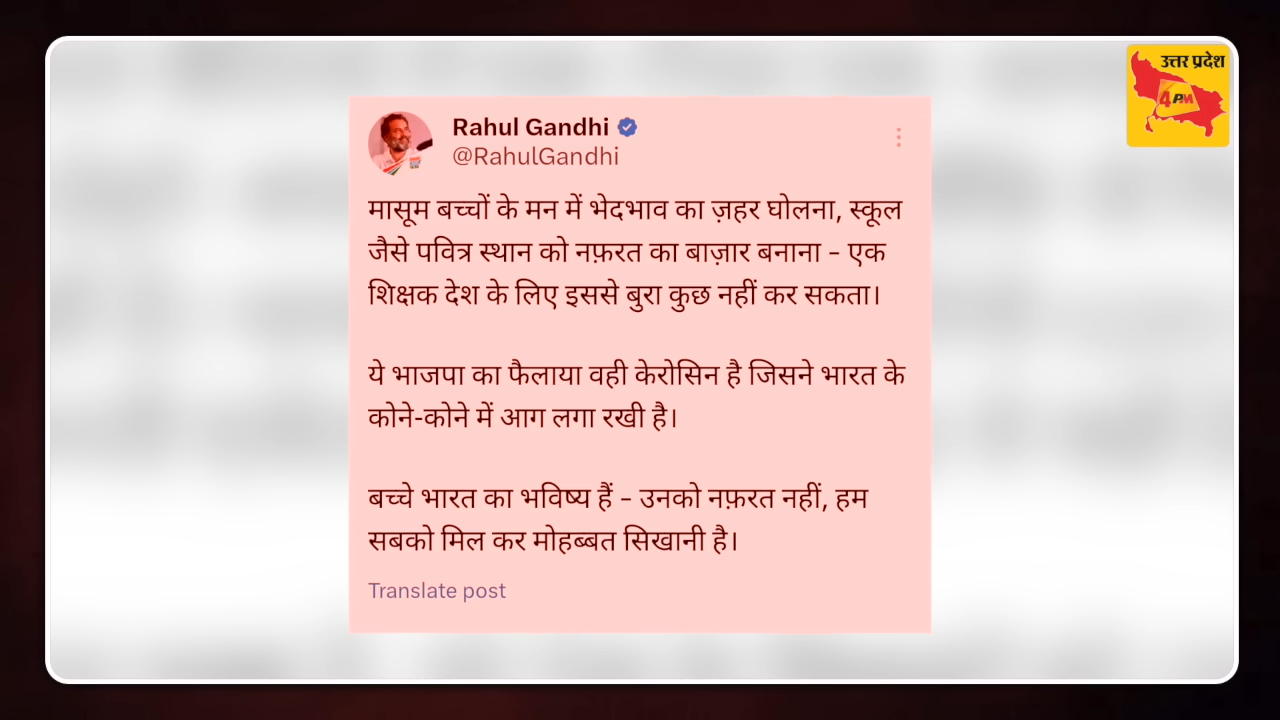 उत्तर प्रदेश
4PM
Rahul Gandhi
@RahulGandhi
मासूम बच्चों के मन में भेदभाव का ज़हर घोलना, स्कूल
जैसे पवित्र स्थान को नफ़रत का बाज़ार बनाना - एक
शिक्षक देश के लिए इससे बुरा कुछ नहीं कर सकता।
ये भाजपा का फैलाया वही केरोसिन है जिसने भारत के
कोने-कोने में आग लगा रखी है।
बच्चे भारत का भविष्य हैं - उनको नफ़रत नहीं, हम
सबको मिल कर मोहब्बत सिखानी है।
Translate post